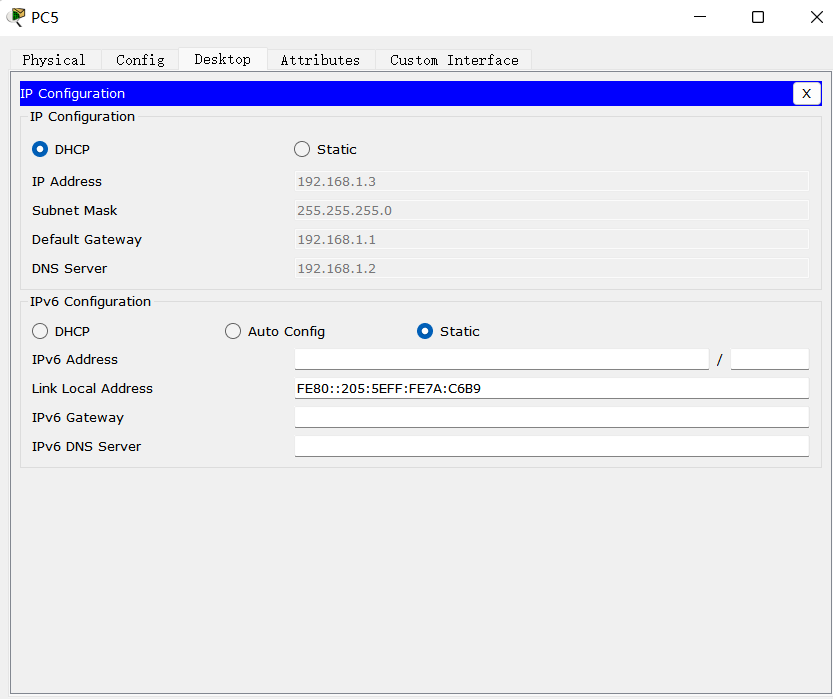 PC5
Physical Config Desktop Attributes Custom Interface
IP Configuration X
IP Configuration
DHCP Static
IP Address 192.168.1.3
Subnet Mask 255.255.255.0
Default Gateway 192.168.1.1
DNS Server 192.168.1.2
IPv6 Configuration
DHCP Auto Config Static
IPv6 Address /
Link Local Address FE80::205:5EFF:FE7A:C6B9
IPv6 Gateway
IPv6 DNS Server